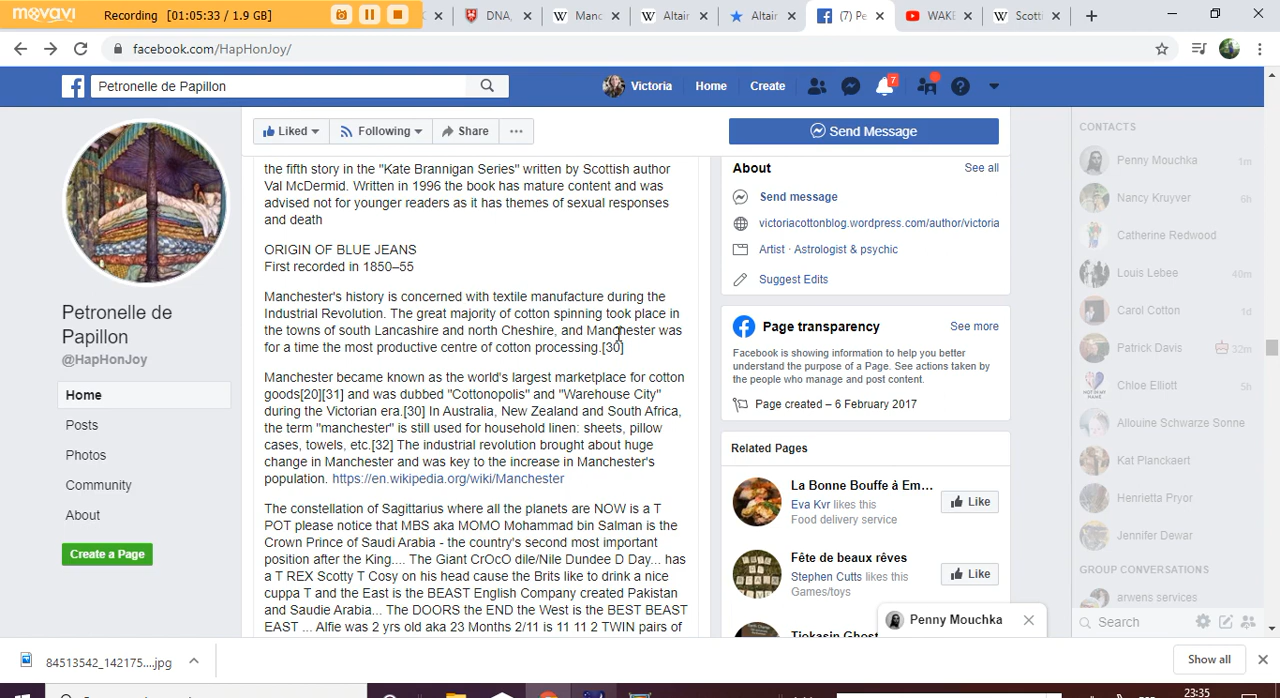 movavi
Recording [01:05:33 / 1.9 GB]
DNA,
Manc
Altair
Altair
(7) Pe
WAKE
Scotti
facebook.com/HapHonJoy/
Petronelle de Papillon
Victoria
Home
Create
7
Liked
Following
Share
Send Message
Petronelle de
Papillon
@HapHonJoy
Home
Posts
Photos
Community
About
Create a Page
the fifth story in the "Kate Brannigan Series" written by Scottish author
Val McDermid. Written in 1996 the book has mature content and was
advised not for younger readers as it has themes of sexual responses
and death
ORIGIN OF BLUE JEANS
First recorded in 1850–55
Manchester's history is concerned with textile manufacture during the
Industrial Revolution. The great majority of cotton spinning took place in
the towns of south Lancashire and north Cheshire, and Manchester was
for a time the most productive centre of cotton processing.[30]
Manchester became known as the world's largest marketplace for cotton
goods[20][31] and was dubbed "Cottonopolis" and "Warehouse City"
during the Victorian era.[30] In Australia, New Zealand and South Africa,
the term "manchester" is still used for household linen: sheets, pillow
cases, towels, etc.[32] The industrial revolution brought about huge
change in Manchester and was key to the increase in Manchester's
population. https://en.wikipedia.org/wiki/Manchester
The constellation of Sagittarius where all the planets are NOW is a T
POT please notice that MBS aka MOMO Mohammad bin Salman is the
Crown Prince of Saudi Arabia - the country's second most important
position after the King.... The Giant CrOcO dile/Nile Dundee D Day... has
a T REX Scotty T Cosy on his head cause the Brits like to drink a nice
cuppa T and the East is the BEAST English Company created Pakistan
and Saudie Arabia... The DOORS the END the West is the BEST BEAST
EAST ... Alfie was 2 yrs old aka 23 Months 2/11 is 11 11 2 TWIN pairs of
About
See all
Send message
victoriacottonblog.wordpress.com/author/victoria
Artist · Astrologist & psychic
Suggest Edits
Page transparency
See more
Facebook is showing information to help you better
understand the purpose of a Page. See actions taken by
the people who manage and post content.
Page created – 6 February 2017
Related Pages
La Bonne Bouffe à Em...
Eva Kvr likes this
Food delivery service
Like
Fête de beaux rêves
Stephen Cutts likes this
Games/toys
Like
Tiokasin Ghost
CONTACTS
Penny Mouchka 1m
Nancy Kruyver 6h
Catherine Redwood
Louis Lebee 40m
Carol Cotton 1d
Patrick Davis 32m
Chloe Elliott 5h
Allouine Schwarze Sonne
Kat Planckaert
Henrietta Pryor
Jennifer Dewar
GROUP CONVERSATIONS
arwens services
Search
Penny Mouchka
84513542_142175....jpg
Show all
23:35